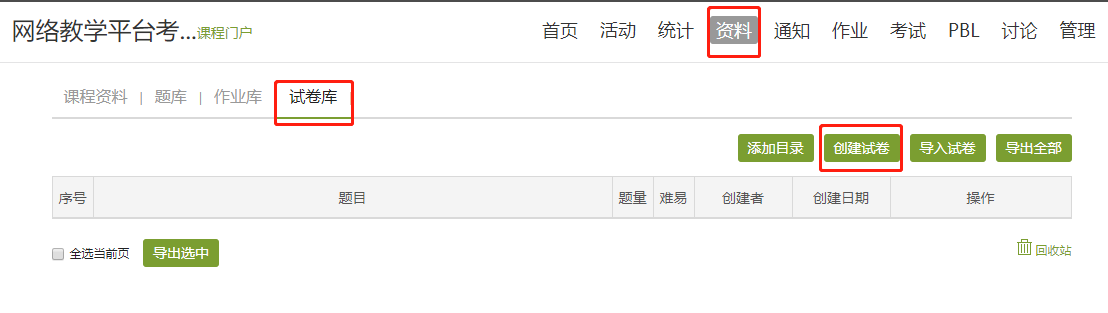 网络教学平台考...课程门户 首页 活动 统计 资料 通知 作业 考试 PBL 讨论 管理
课程资料 | 题库 | 作业库 | 试卷库 |
添加目录 创建试卷 导入试卷 导出全部
序号 题目 题量 难易 创建者 创建日期 操作
全选当前页 导出选中 回收站